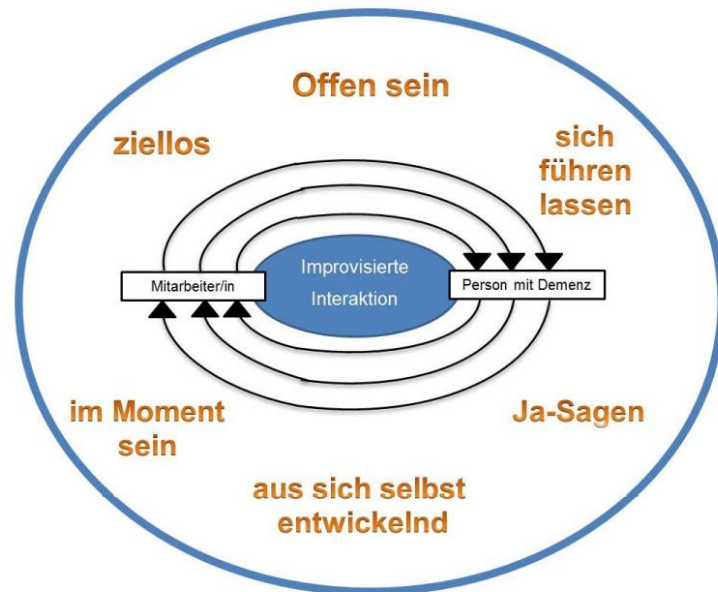 Offen sein
ziellos
sich
führen
lassen
Improvisierte
Interaktion
Mitarbeiter/in
Person mit Demenz
im Moment
sein
Ja-Sagen
aus sich selbst
entwickelnd